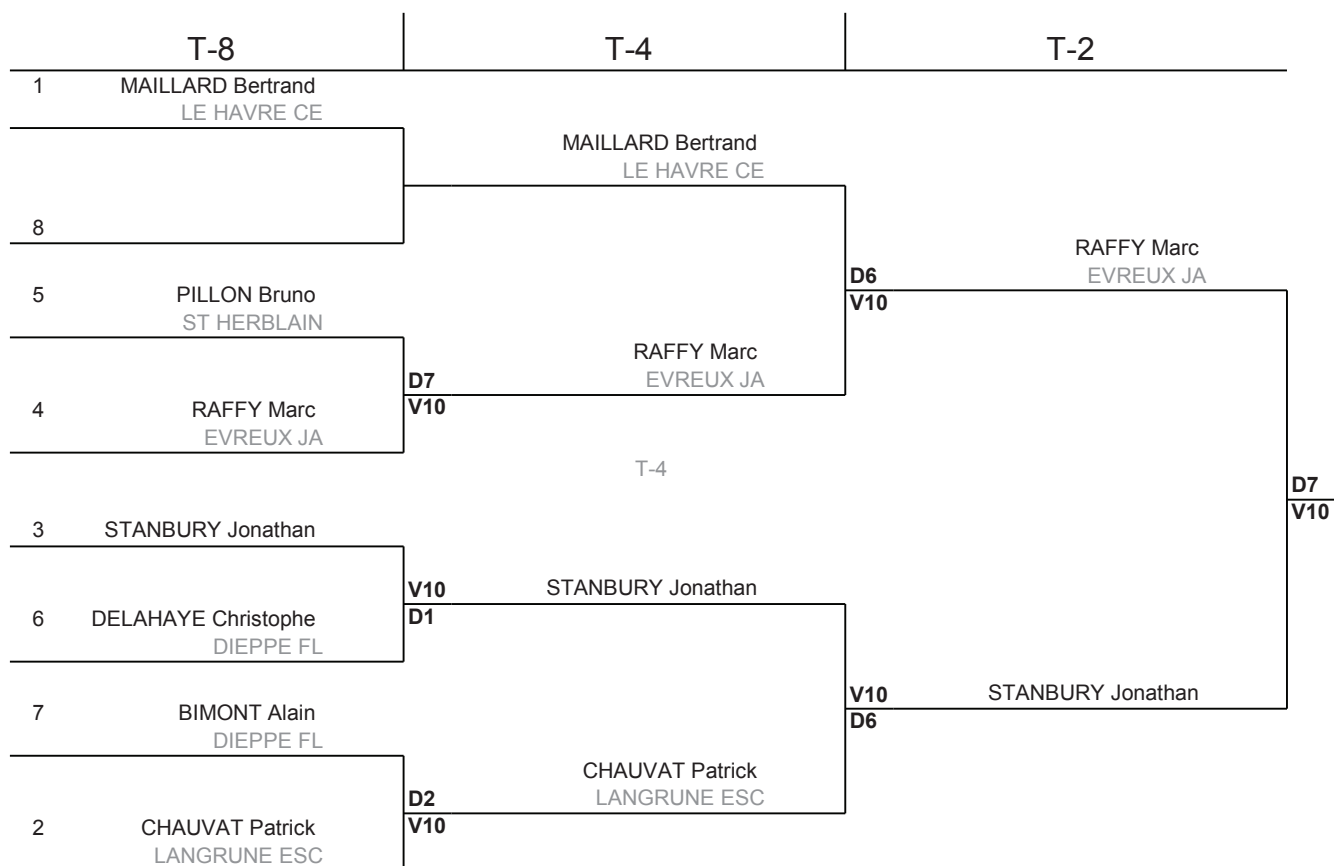 T-8 T-4 T-2
1 MAILLARD Bertrand
LE HAVRE CE
8
5 PILLON Bruno
ST HERBLAIN
4 RAFFY Marc
EVREUX JA
3 STANBURY Jonathan
6 DELAHAYE Christophe
DIEPPE FL
7 BIMONT Alain
DIEPPE FL
2 CHAUVAT Patrick
LANGRUNE ESC
MAILLARD Bertrand
LE HAVRE CE
D7
V10
RAFFY Marc
EVREUX JA
T-4
V10
D1
STANBURY Jonathan
D2
V10
CHAUVAT Patrick
LANGRUNE ESC
D6
V10
RAFFY Marc
EVREUX JA
V10
D6
STANBURY Jonathan
D7
V10